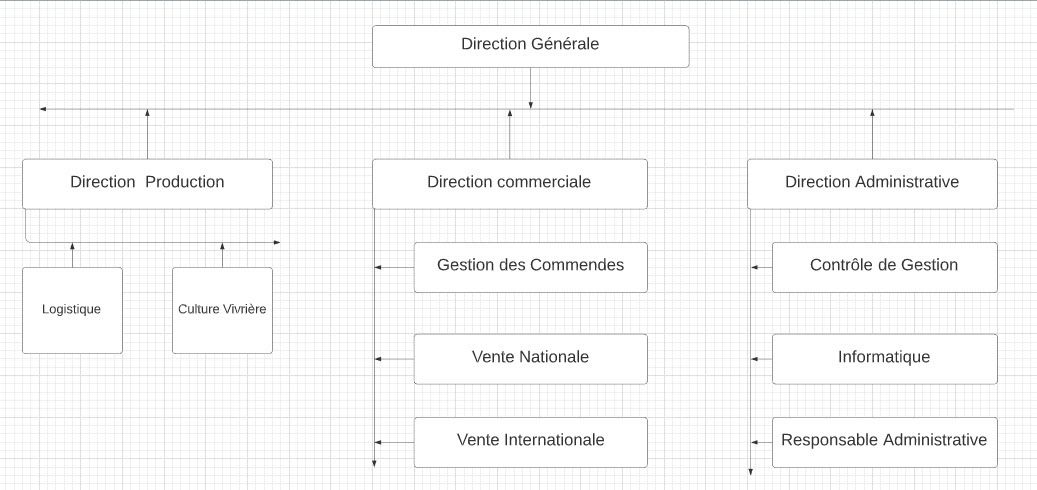 Direction Générale
Direction Production
Direction commerciale
Direction Administrative
Logistique
Culture Vivrière
Gestion des Commendes
Vente Nationale
Vente Internationale
Contrôle de Gestion
Informatique
Responsable Administrative